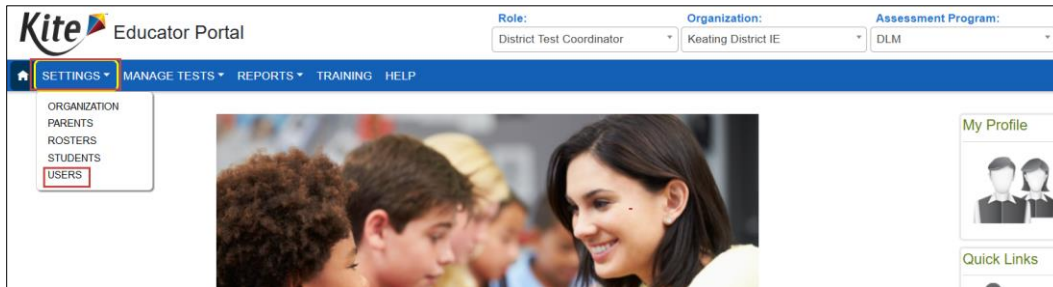 Kite Educator Portal
Role:
District Test Coordinator
Organization:
Keating District IE
Assessment Program:
DLM
SETTINGS MANAGE TESTS REPORTS TRAINING HELP
ORGANIZATION
PARENTS
ROSTERS
STUDENTS
USERS
My Profile
Quick Links